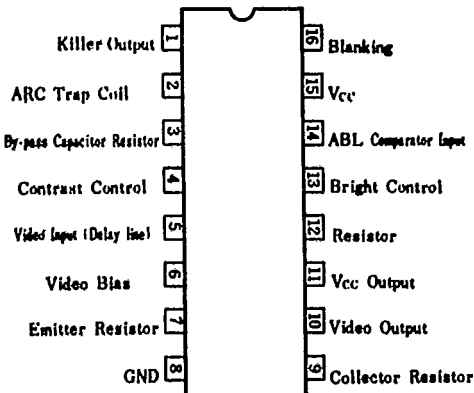 Killer Output 1
16 Blanking
ARC Trap Coil 2
15 Vcc
By-pass Capacitor Resistor 3
14 ABL Comparator Input
Contrast Control 4
13 Bright Control
Video Input (Delay line) 5
12 Resistor
Video Bias 6
11 Vcc Output
Emitter Resistor 7
10 Video Output
GND 8
9 Collector Resistor